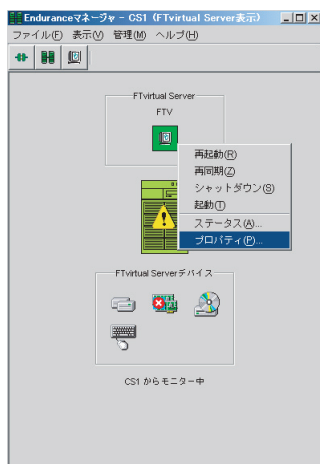 Enduranceマネージャ - CS1 (FTvirtual Server表示)
ファイル(F) 表示(V) 管理(M) ヘルプ(H)
FTvirtual Server
FTV
再起動(R)
再同期(Z)
シャットダウン(S)
起動(T)
ステータス(A)...
プロパティ(P)...
FTvirtual Serverデバイス
CS1 からモニター中